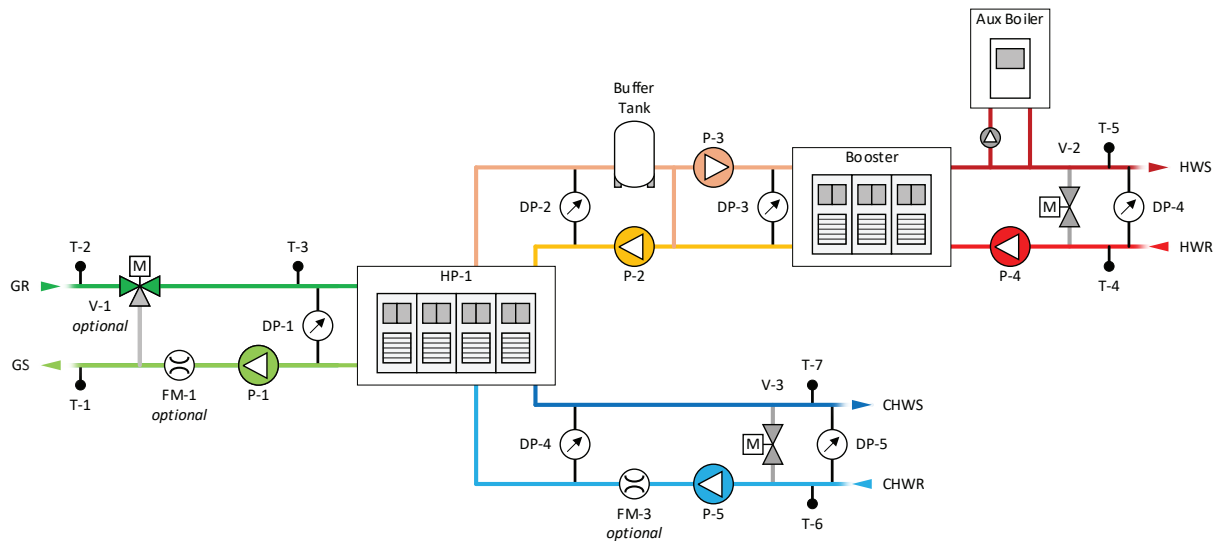 Aux Boiler
Buffer
Tank
P-3
Booster
V-2
T-5
HWS
DP-2
DP-3
M
DP-4
HWR
P-2
P-4
T-4
T-2
T-3
M
HP-1
GR
V-1
optional
DP-1
GS
T-1
FM-1
optional
P-1
V-3
T-7
CHWS
DP-4
M
DP-5
CHWR
FM-3
optional
P-5
T-6